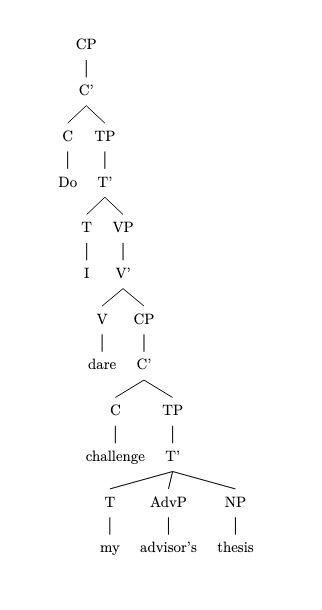 CP
C'
C TP
Do T'
T VP
I V'
V CP
dare C'
C TP
challenge T'
T AdvP NP
my advisor's thesis